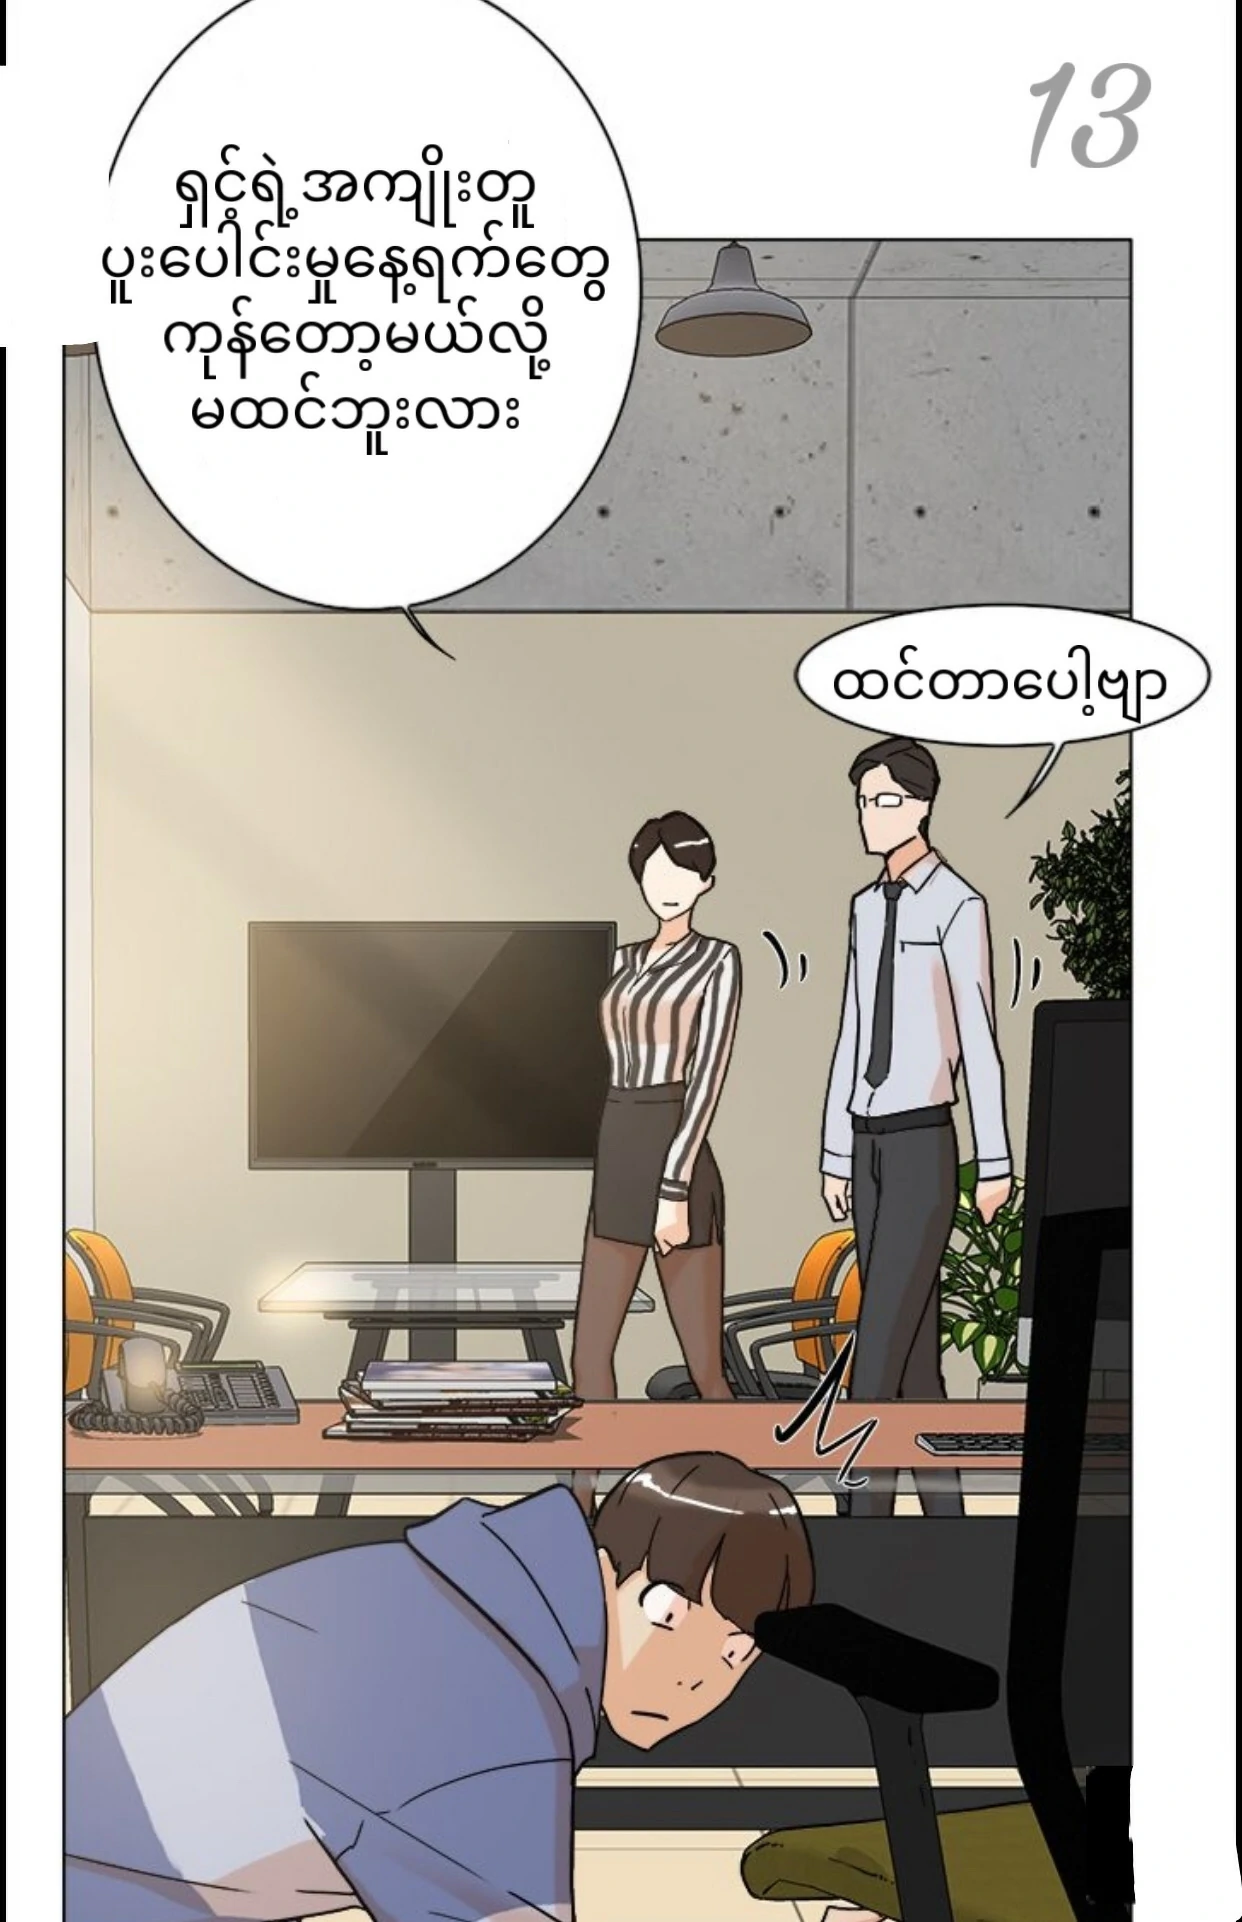 13
ရှင့်ရဲ့အကျိုးတူ
ပူးပေါင်းမှုနေ့ရက်တွေ
ကုန်တော့မယ်လို့
မထင်ဘူးလား
ထင်တာပေါ့ဗျာ